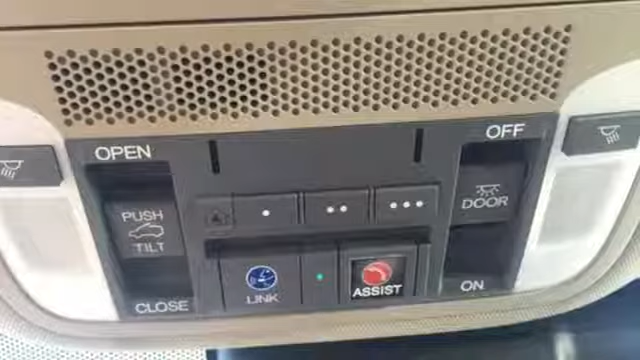 OPEN
OFF
PUSH
TILT
DOOR
CLOSE
LINK
ASSIST
ON